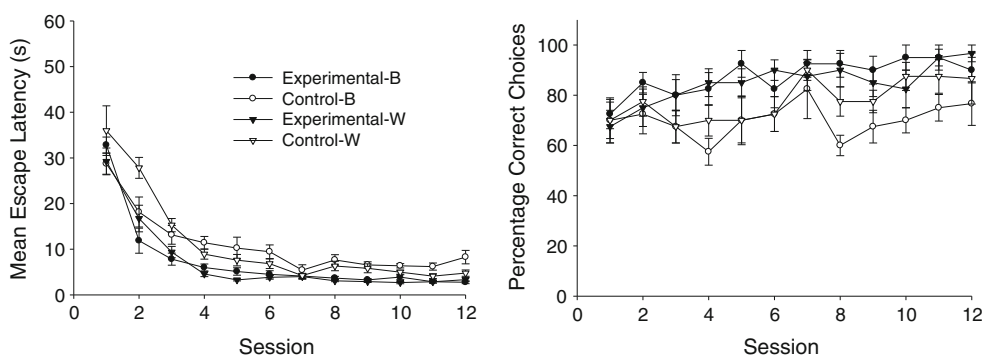 Mean Escape Latency (s)
60
50
40
30
20
10
0
0 2 4 6 8 10 12
Session
Experimental-B
Control-B
Experimental-W
Control-W
Percentage Correct Choices
100
80
60
40
20
0
0 2 4 6 8 10 12
Session